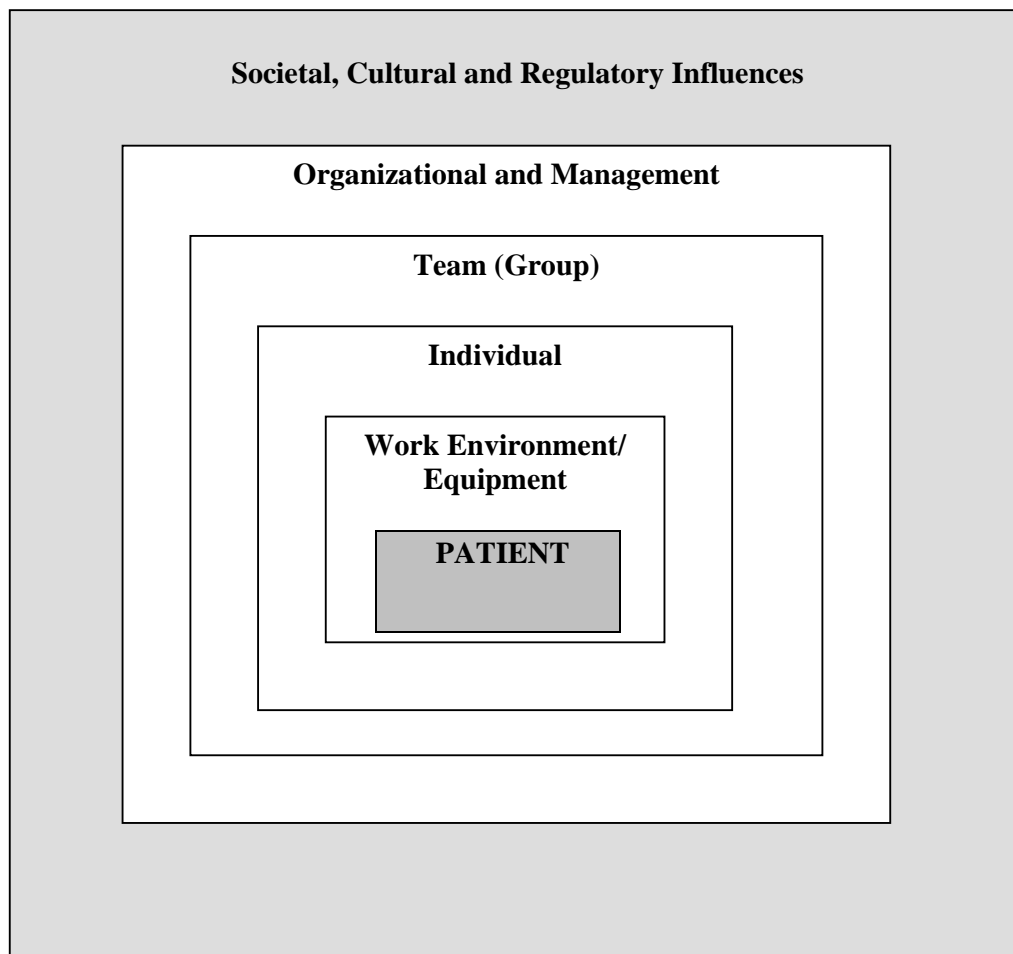 Societal, Cultural and Regulatory Influences
Organizational and Management
Team (Group)
Individual
Work Environment/
Equipment
PATIENT